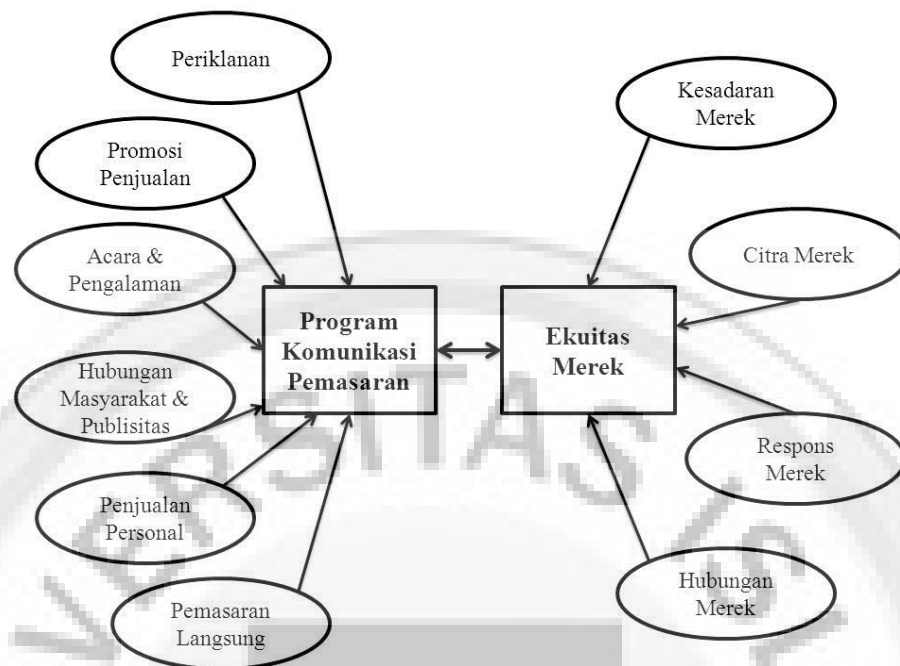 Periklanan
Promosi
Penjualan
Acara &
Pengalaman
Hubungan
Masyarakat &
Publisitas
Penjualan
Personal
Pemasaran
Langsung
Program
Komunikasi
Pemasaran
Ekuitas
Merek
Kesadaran
Merek
Citra Merek
Respons
Merek
Hubungan
Merek